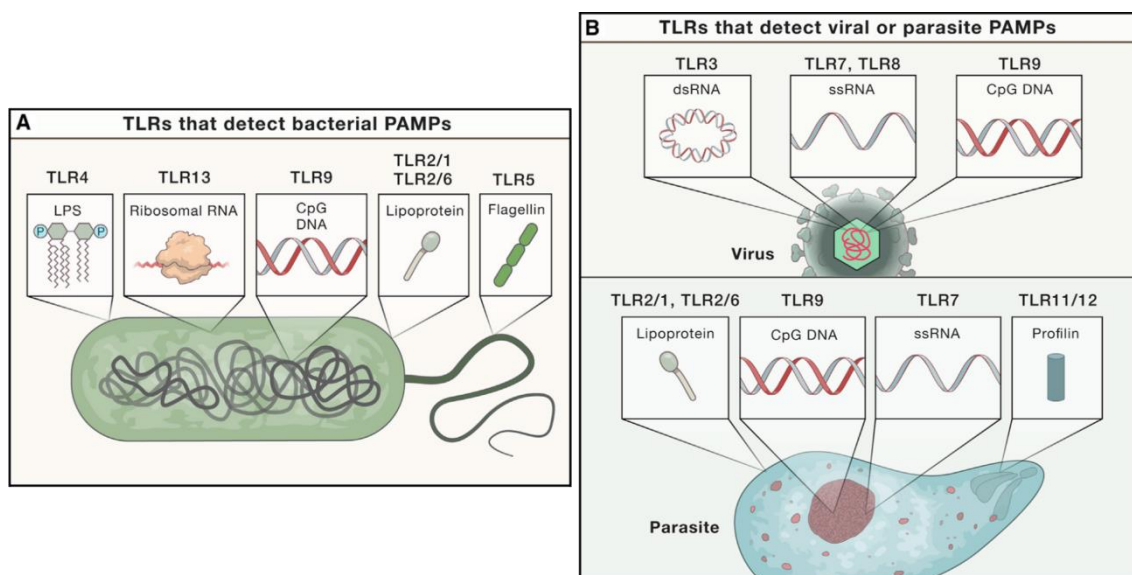 A
TLRs that detect bacterial PAMPs
TLR4
TLR13
TLR9
TLR2/1
TLR2/6
TLR5
LPS
P
P
Ribosomal RNA
CpG
DNA
Lipoprotein
Flagellin
B
TLRs that detect viral or parasite PAMPs
TLR3
TLR7, TLR8
TLR9
dsRNA
ssRNA
CpG DNA
Virus
TLR2/1, TLR2/6
TLR9
TLR7
TLR11/12
Lipoprotein
CpG DNA
ssRNA
Profilin
Parasite